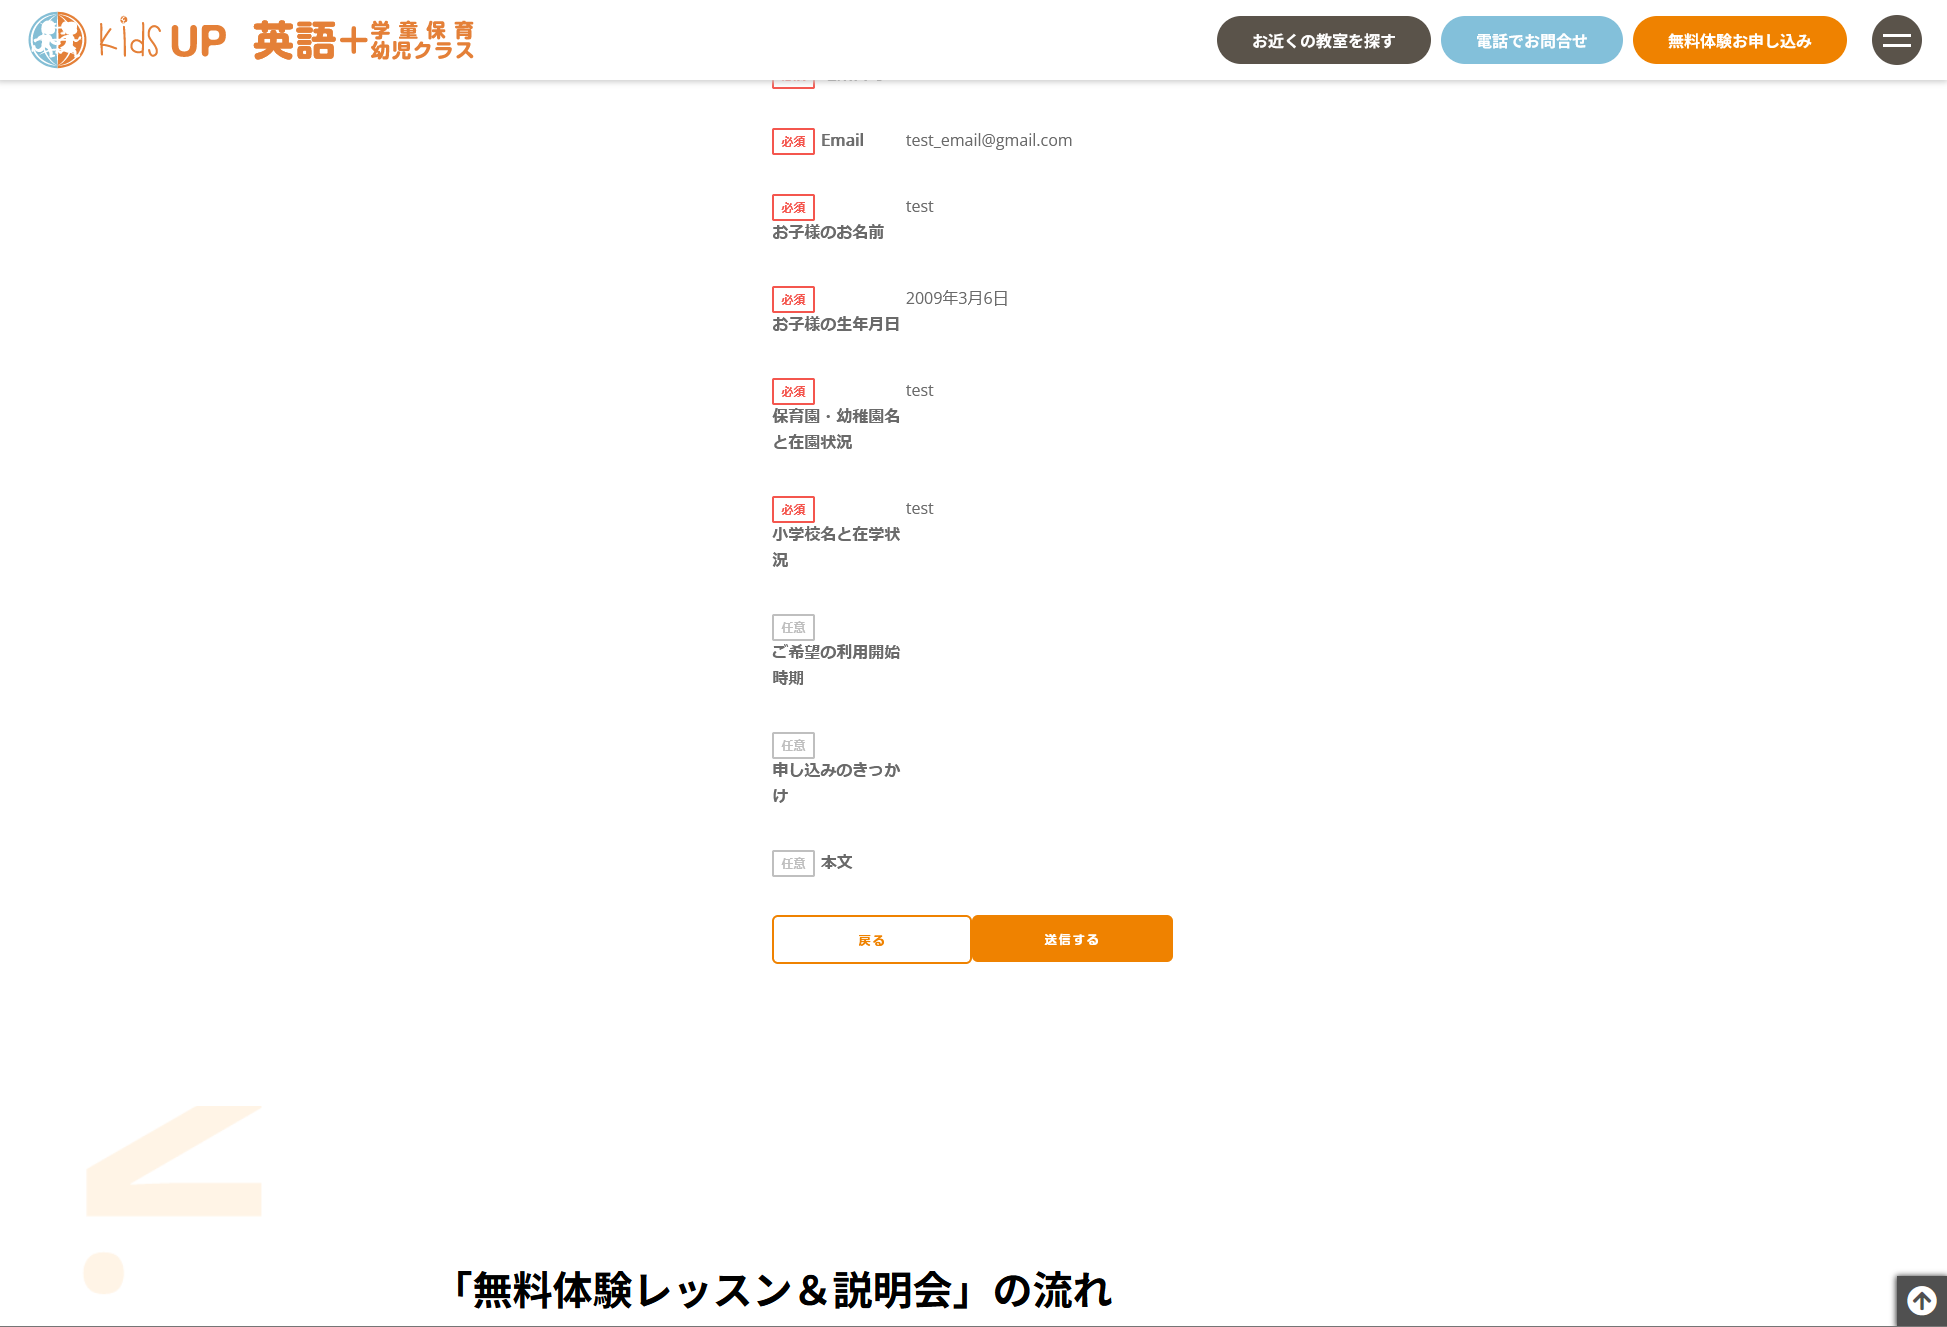 Kids UP 英語+学童保育
幼児クラス
お近くの教室を探す
電話でお問合せ
無料体験お申し込み
必須 Email test_email@gmail.com
必須 test
お子様のお名前
必須 2009年3月6日
お子様の生年月日
必須 test
保育園・幼稚園名
と在園状況
必須 test
小学校名と在学状
況
任意
ご希望の利用開始
時期
任意
申し込みのきっか
け
任意 本文
戻る 送信する
「無料体験レッスン＆説明会」の流れ